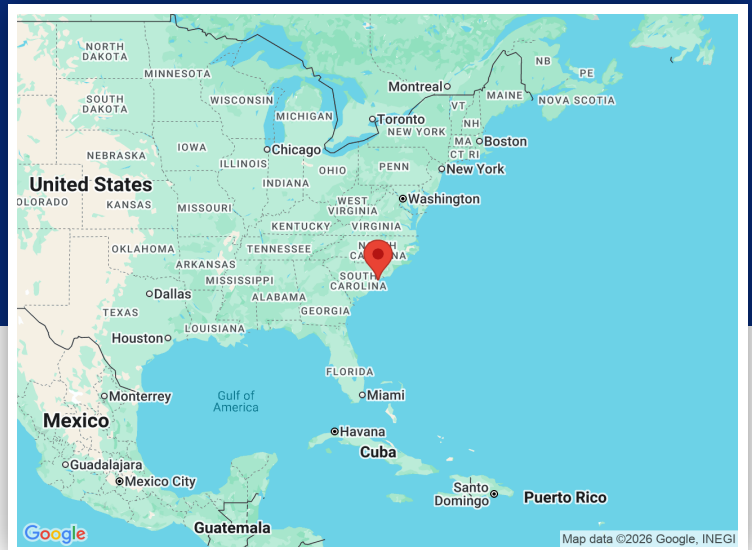 NORTH
DAKOTA
MINNESOTA
SOUTH
DAKOTA
WISCONSIN
MICHIGAN
Montreal
NB
PE
MAINE
NOVA SCOTIA
VT
NH
Toronto
NEW YORK
MA
Boston
CT RI
NEBRASKA
IOWA
Chicago
ILLINOIS
INDIANA
OHIO
PENN
New York
United States
OLORADO
KANSAS
MISSOURI
WEST
VIRGINIA
Washington
KENTUCKY
VIRGINIA
OKLAHOMA
ARKANSAS
TENNESSEE
MISSISSIPPI
SOUTH
CAROLINA
Dallas
ALABAMA
GEORGIA
TEXAS
LOUISIANA
Houston
FLORIDA
Monterrey
Gulf of
America
Miami
Mexico
Havana
Cuba
Guadalajara
Mexico City
Santo
Domingo
Puerto Rico
Guatemala
Google
Map data ©2026 Google, INEGI